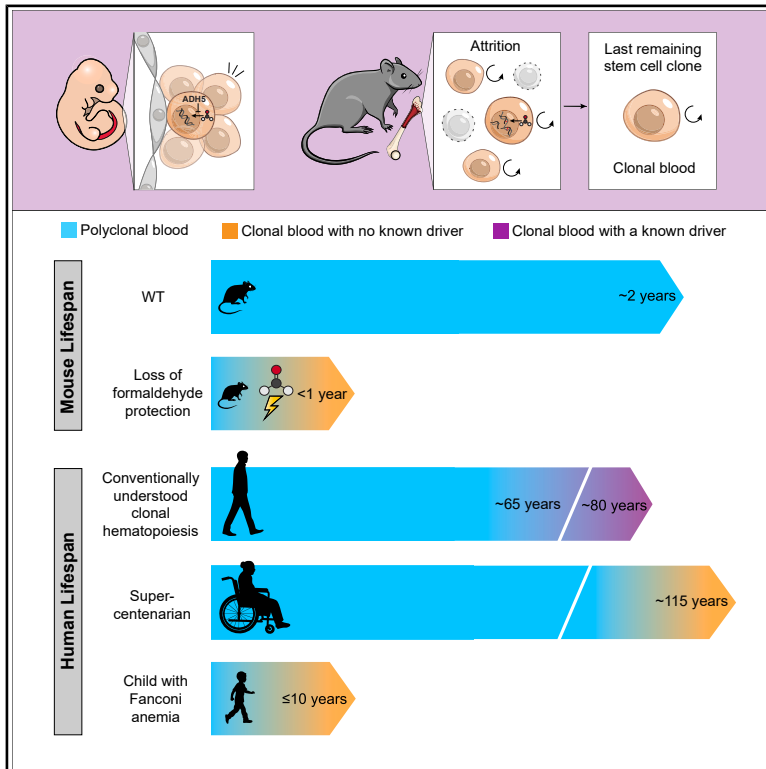 ADH5
Attrition
Last remaining
stem cell clone
Clonal blood
Polyclonal blood
Clonal blood with no known driver
Clonal blood with a known driver
Mouse Lifespan
WT
~2 years
Loss of
formaldehyde
protection
<1 year
Human Lifespan
Conventionally
understood
clonal
hematopoiesis
~65 years
~80 years
Super-
centenarian
~115 years
Child with
Fanconi
anemia
≤10 years